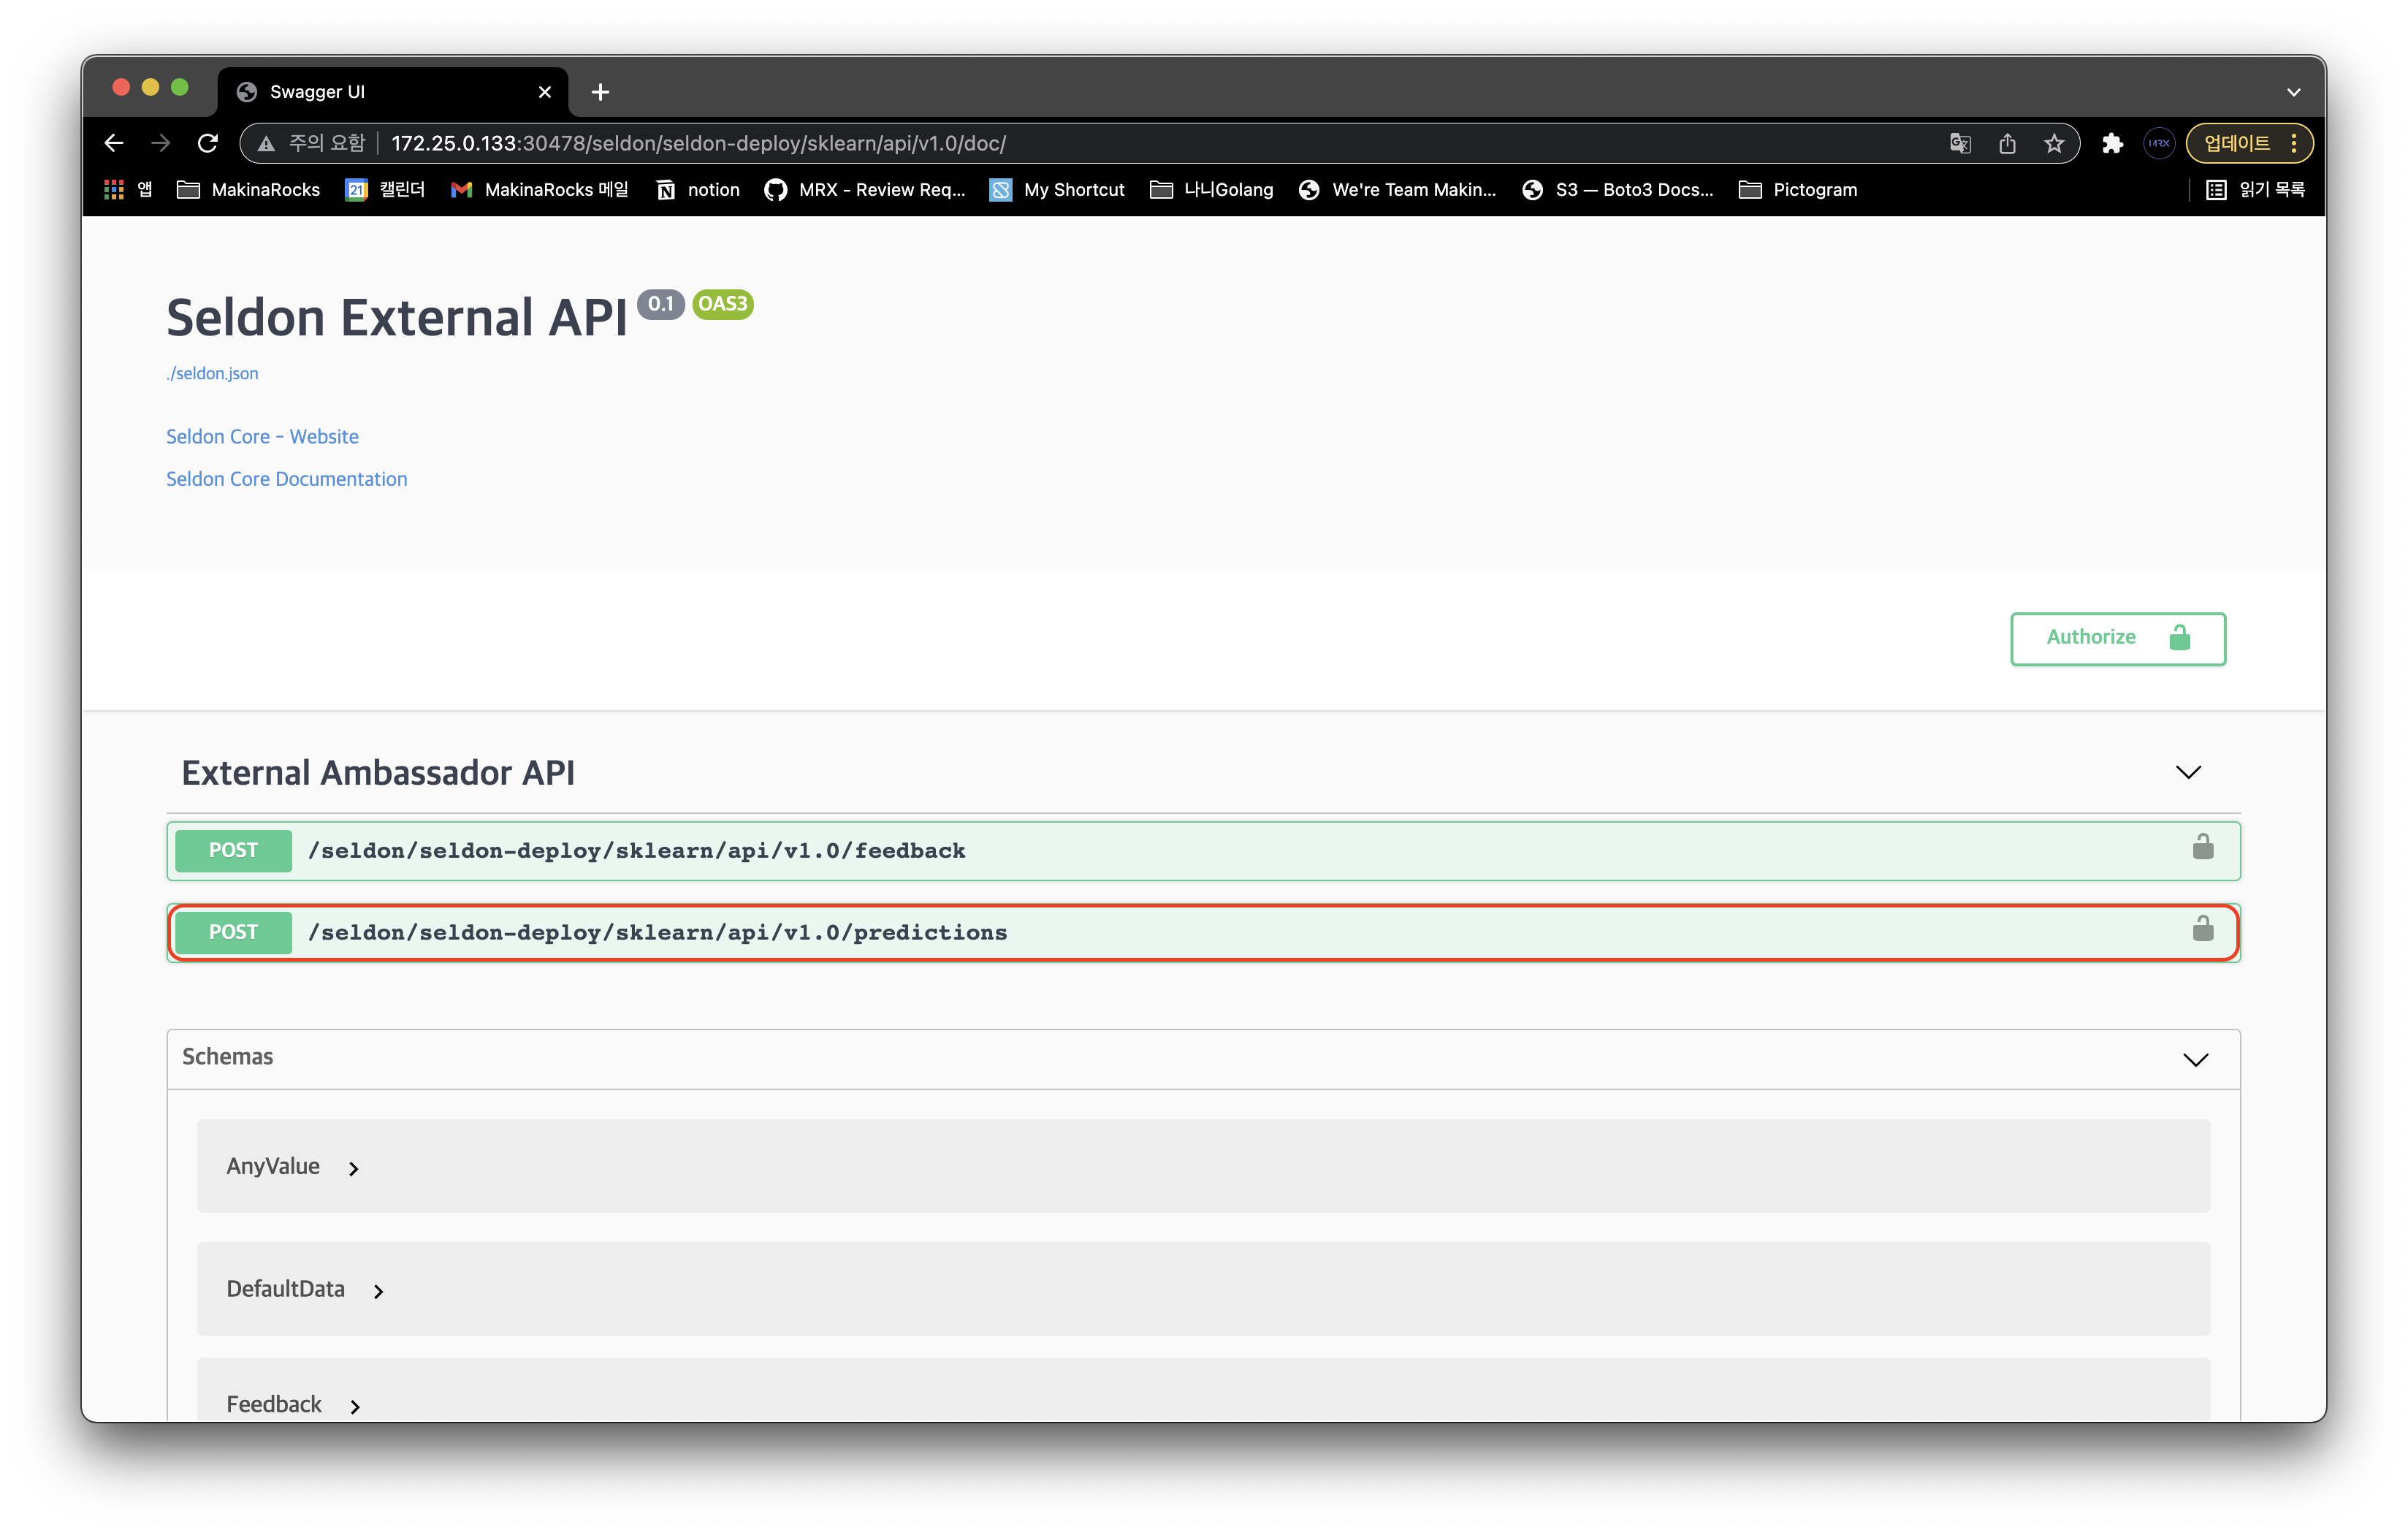 Swagger UI
주의 요함 172.25.0.133:30478/seldon/seldon-deploy/sklearn/api/v1.0/doc/ MRX 업데이트
앱 MakinaRocks 21 캘린더 MakinaRocks 메일 notion MRX - Review Req... My Shortcut 나니Golang We're Team Makin... S3 — Boto3 Docs... Pictogram 읽기 목록
Seldon External API 0.1 OAS3
./seldon.json
Seldon Core - Website
Seldon Core Documentation
Authorize
External Ambassador API
POST /seldon/seldon-deploy/sklearn/api/v1.0/feedback
POST /seldon/seldon-deploy/sklearn/api/v1.0/predictions
Schemas
AnyValue
DefaultData
Feedback